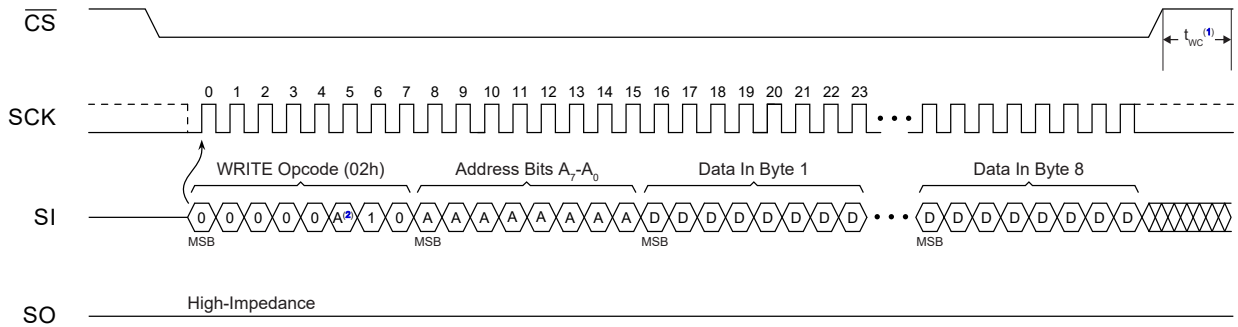 CS
t_WC(1)
0 1 2 3 4 5 6 7 8 9 10 11 12 13 14 15 16 17 18 19 20 21 22 23
SCK
WRITE Opcode (02h) Address Bits A7-A0 Data In Byte 1 Data In Byte 8
SI 0 0 0 0 0 A(2) 1 0 A A A A A A A A D D D D D D D D D D D D D D D D
MSB MSB MSB MSB
High-Impedance
SO